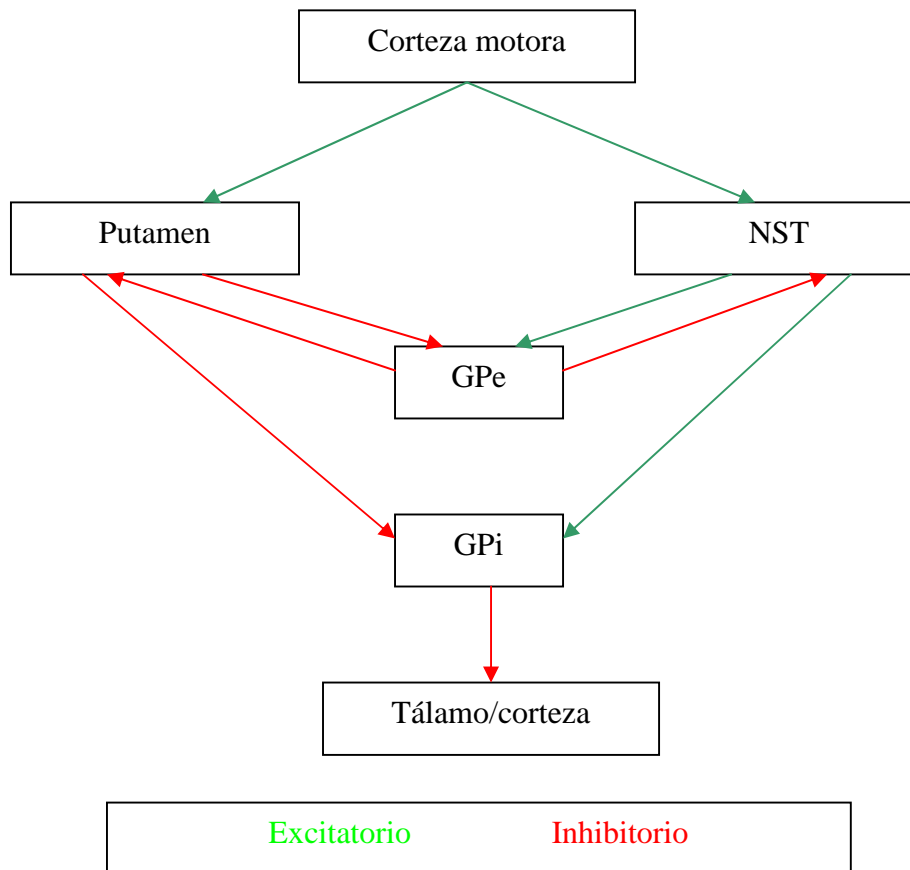 Corteza motora
Putamen
NST
GPe
GPi
Tálamo/corteza
Excitatorio Inhibitorio